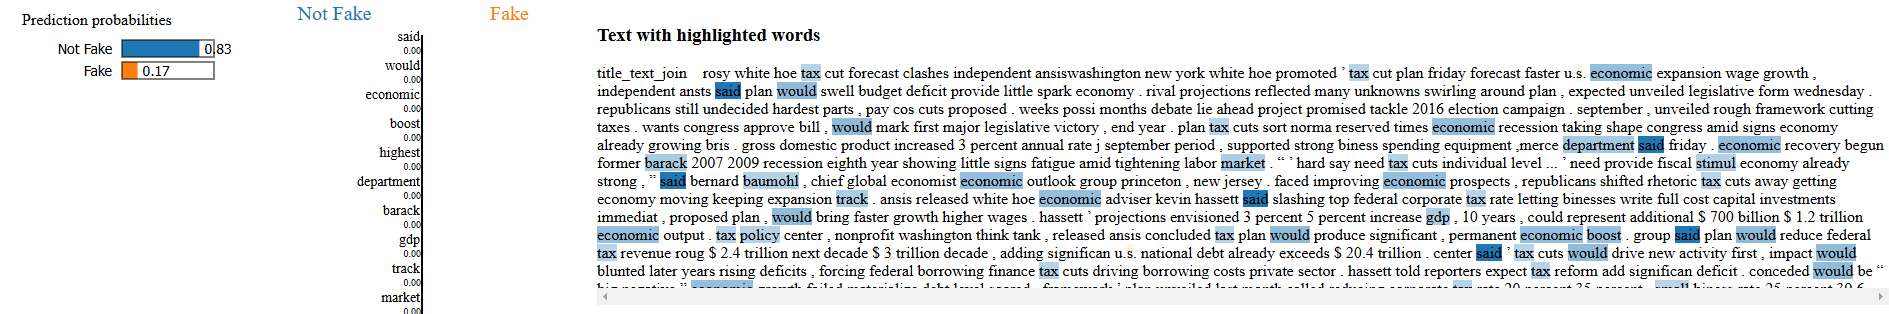 Prediction probabilities
Not Fake 0.83
Fake 0.17
Not Fake Fake
said
0.00
would
0.00
economic
0.00
boost
0.00
highest
0.00
department
0.00
barack
0.00
gdp
0.00
track
0.00
market
0.00
Text with highlighted words
title_text_join rosy white hoe tax cut forecast clashes independent ansiswashington new york white hoe promoted ’ tax cut plan friday forecast faster u.s. economic expansion wage growth ,
independent ansts said plan would swell budget deficit provide little spark economy . rival projections reflected many unknowns swirling around plan , expected unveiled legislative form wednesday .
republicans still undecided hardest parts , pay cos cuts proposed . weeks possi months debate lie ahead project promised tackle 2016 election campaign . september , unveiled rough framework cutting
taxes . wants congress approve bill , would mark first major legislative victory , end year . plan tax cuts sort norma reserved times economic recession taking shape congress amid signs economy
already growing bris . gross domestic product increased 3 percent annual rate j september period , supported strong biness spending equipment ,merce department said friday . economic recovery begun
former barack 2007 2009 recession eighth year showing little signs fatigue amid tightening labor market . “ ’ hard say need tax cuts individual level ... ’ need provide fiscal stimul economy already
strong , ” said bernard baumohl , chief global economist economic outlook group princeton , new jersey . faced improving economic prospects , republicans shifted rhetoric tax cuts away getting
economy moving keeping expansion track . ansis released white hoe economic adviser kevin hassett said slashing top federal corporate tax rate letting binesses write full cost capital investments
immediat , proposed plan , would bring faster growth higher wages . hassett ’ projections envisioned 3 percent 5 percent increase gdp , 10 years , could represent additional $ 700 billion $ 1.2 trillion
economic output . tax policy center , nonprofit washington think tank , released ansis concluded tax plan would produce significant , permanent economic boost . group said plan would reduce federal
tax revenue roug $ 2.4 trillion next decade $ 3 trillion decade , adding significan u.s. national debt already exceeds $ 20.4 trillion . center said ’ tax cuts would drive new activity first , impact would
blunted later years rising deficits , forcing federal borrowing finance tax cuts driving borrowing costs private sector . hassett told reporters expect tax reform add significan deficit . conceded would be “